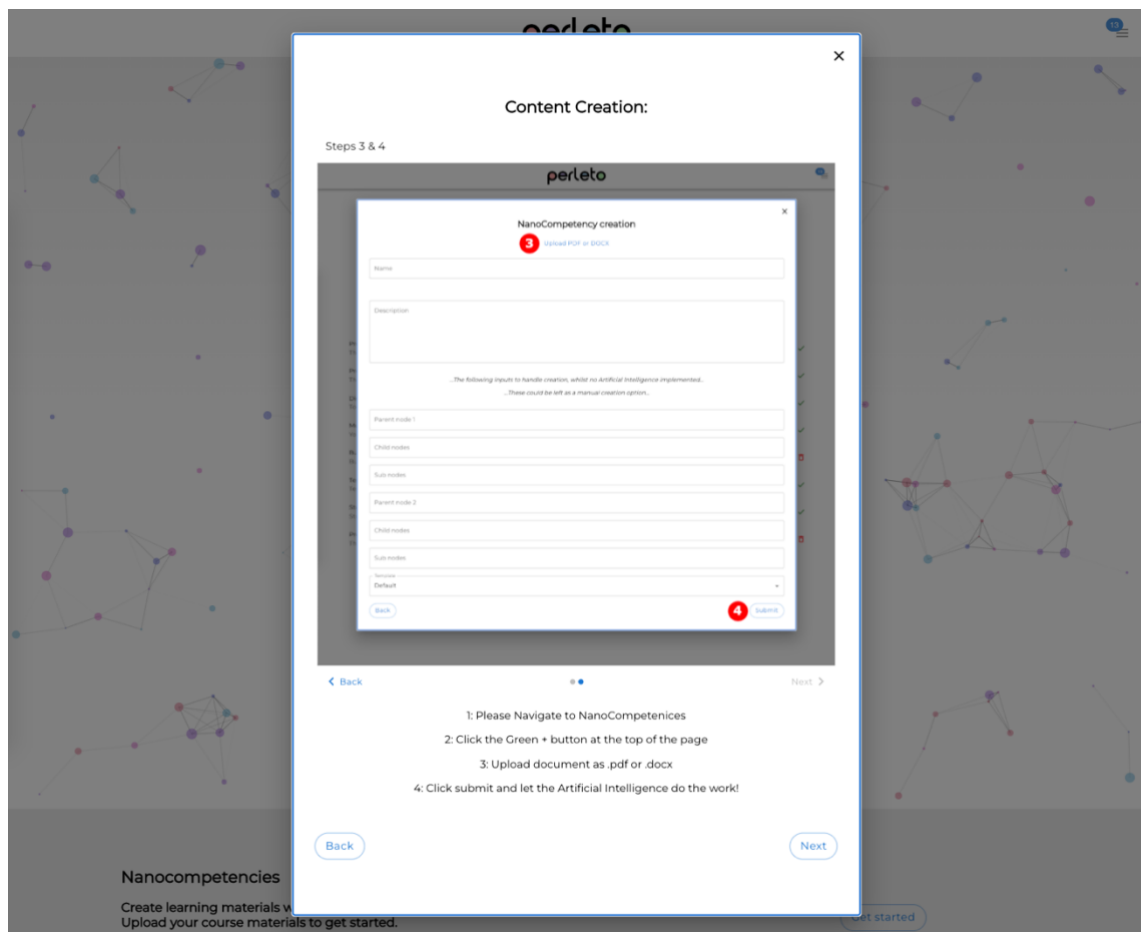 perleto
13
Content Creation:
Steps 3 & 4
perleto
NanoCompetency creation
3 Upload PDF or DOCX
Name
Description
...The following inputs to handle creation, whilst no Artificial Intelligence implemented...
...These could be left as a manual creation option...
Parent node 1
Child nodes
Sub nodes
Parent node 2
Child nodes
Sub nodes
Template
Default
Back
4 Submit
Back
Next
1: Please Navigate to NanoCompetenices
2: Click the Green + button at the top of the page
3: Upload document as .pdf or .docx
4: Click submit and let the Artificial Intelligence do the work!
Back
Next
Nanocompetencies
Create learning materials w
Upload your course materials to get started.
Get started